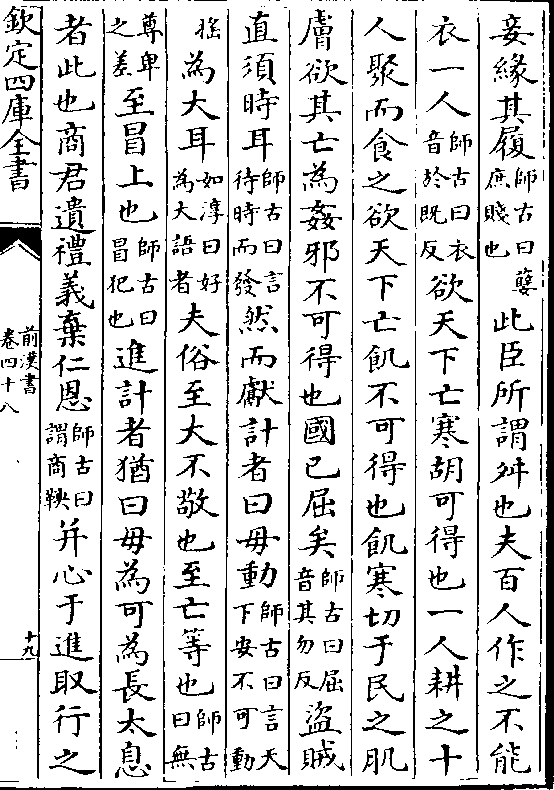 妾緣其履師古曰孽庶賤也此臣所謂舛也夫百人作之不能
衣一人師古曰衣音於既反欲天下亡寒胡可得也一人耕之十
人聚而食之欲天下亡飢不可得也飢寒切于民之肌
膚欲其亡為姦邪不可得也國已屈矣師古曰屈音其勿反盜賊
直須時耳師古曰言待時而發然而獻計者曰毋動師古曰言天下安不可動
搖為大耳如淳曰好為大語者夫俗至大不敬也至亡等也師古曰無
尊卑之差至冒上也師古曰冒犯也進計者猶曰毋為可為長太息
者此也商君遺禮義棄仁恩師古曰謂商鞅并心于進取行之
欽定四庫全書
前漢書
卷四十八
十九